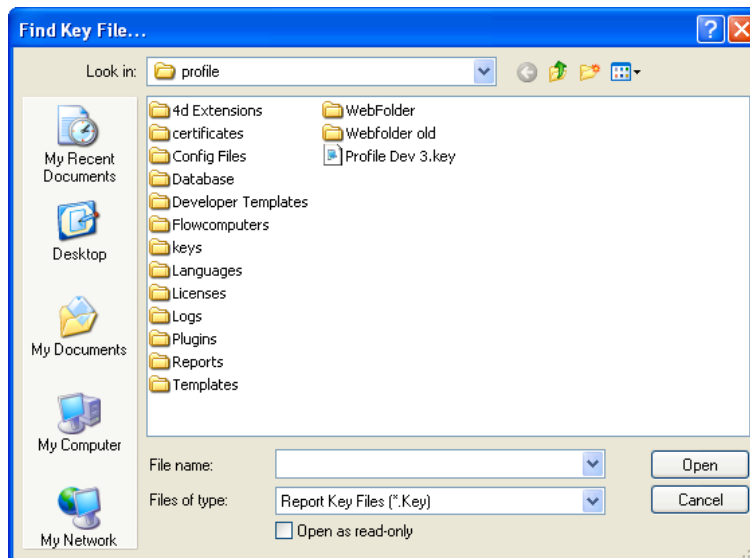 Find Key File...
Look in: profile
My Recent
Documents
Desktop
My Documents
My Computer
My Network
4d Extensions
certificates
Config Files
Database
Developer Templates
Flowcomputers
keys
Languages
Licenses
Logs
Plugins
Reports
Templates
WebFolder
Webfolder old
Profile Dev 3.key
File name:
Open
Files of type: Report Key Files (*.Key)
Cancel
Open as read-only